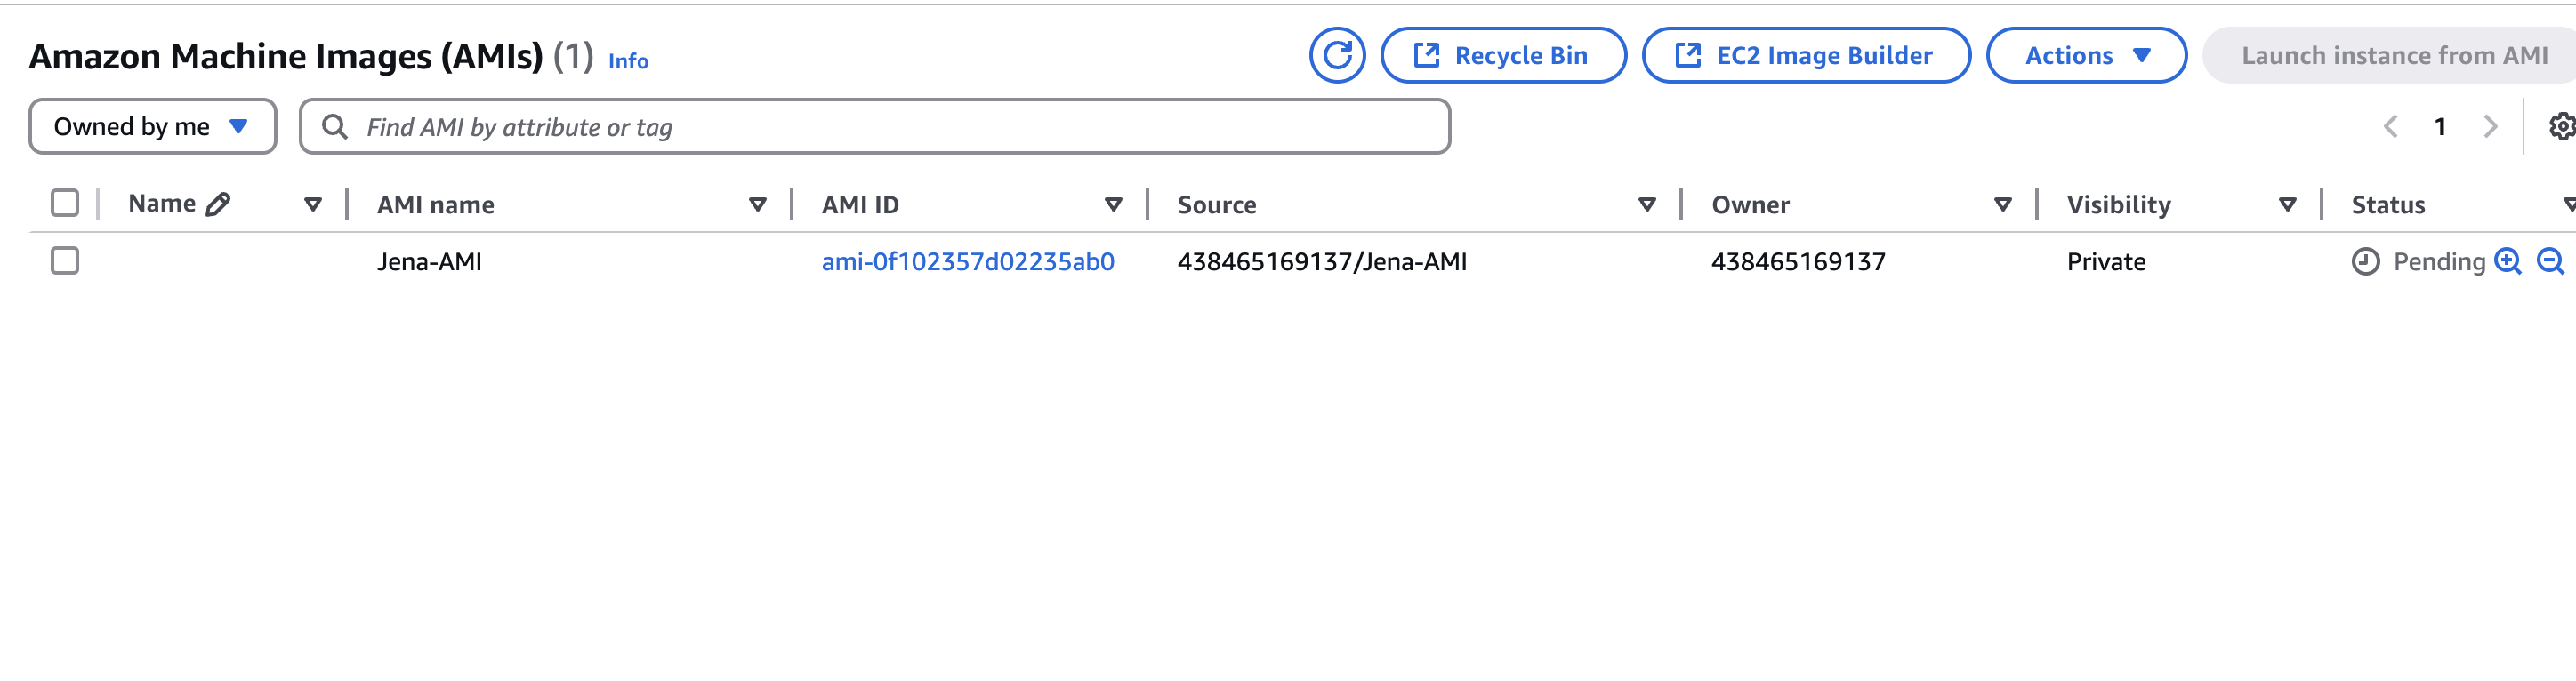 Amazon Machine Images (AMIs) (1) Info
Recycle Bin
EC2 Image Builder
Actions
Launch instance from AMI
Owned by me
Find AMI by attribute or tag
1
Name AMI name AMI ID Source Owner Visibility Status
Jena-AMI ami-0f102357d02235ab0 438465169137/Jena-AMI 438465169137 Private Pending